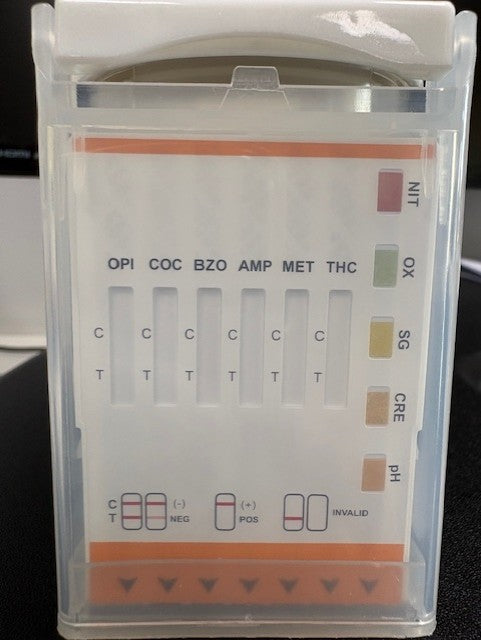 NIT
OX
SG
CRE
pH
OPI COC BZO AMP MET THC
C C C C C C
T T T T T T
C (-) (+)
T NEG POS INVALID